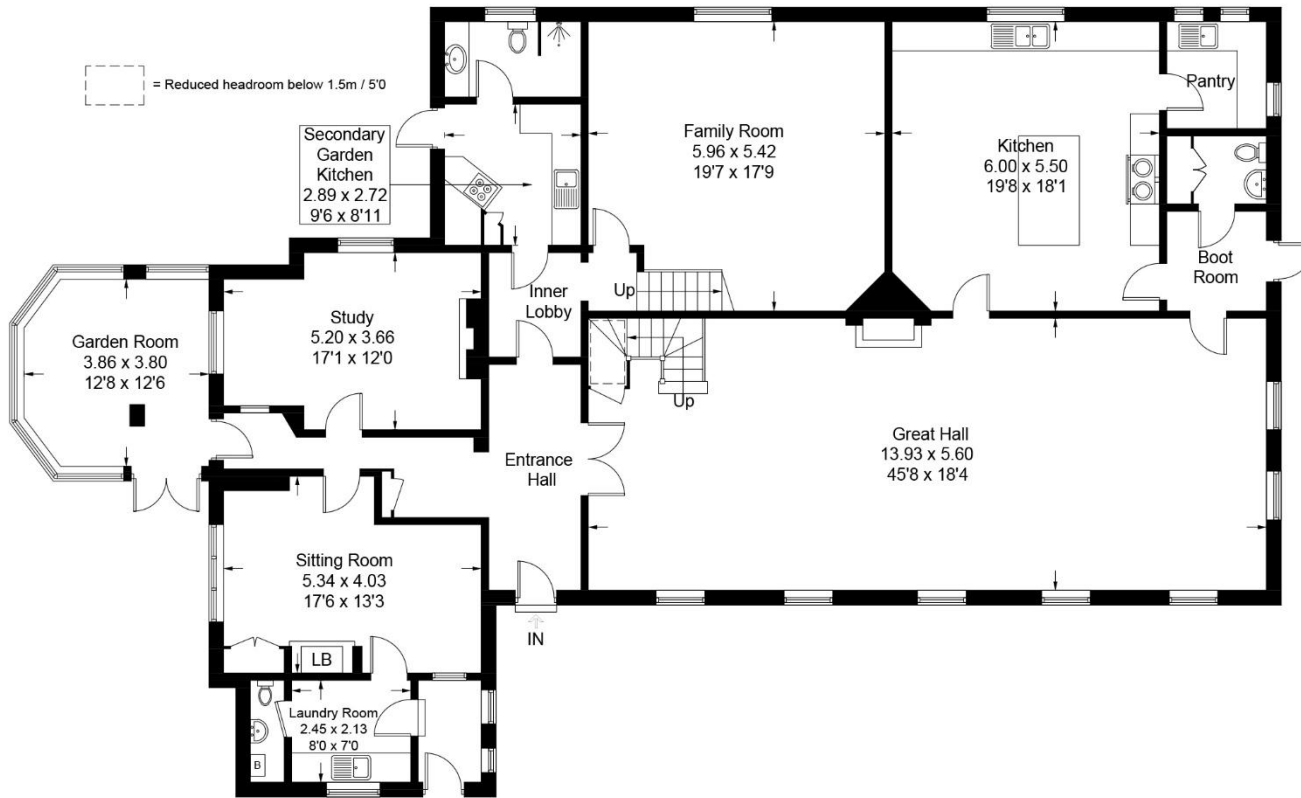 = Reduced headroom below 1.5m / 5'0
Secondary
Garden
Kitchen
2.89 x 2.72
9'6 x 8'11
Family Room
5.96 x 5.42
19'7 x 17'9
Kitchen
6.00 x 5.50
19'8 x 18'1
Pantry
Boot
Room
Inner
Lobby
Up
Study
5.20 x 3.66
17'1 x 12'0
Garden Room
3.86 x 3.80
12'8 x 12'6
Up
Entrance
Hall
Great Hall
13.93 x 5.60
45'8 x 18'4
Sitting Room
5.34 x 4.03
17'6 x 13'3
LB
IN
Laundry Room
2.45 x 2.13
8'0 x 7'0
B